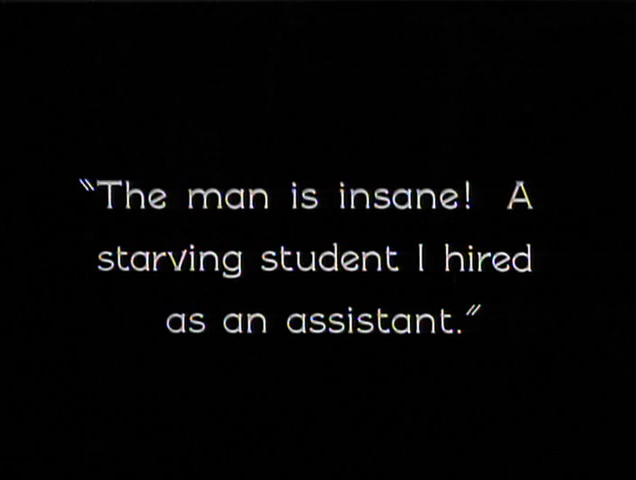 "The man is insane!  A
starving student I hired
as an assistant."